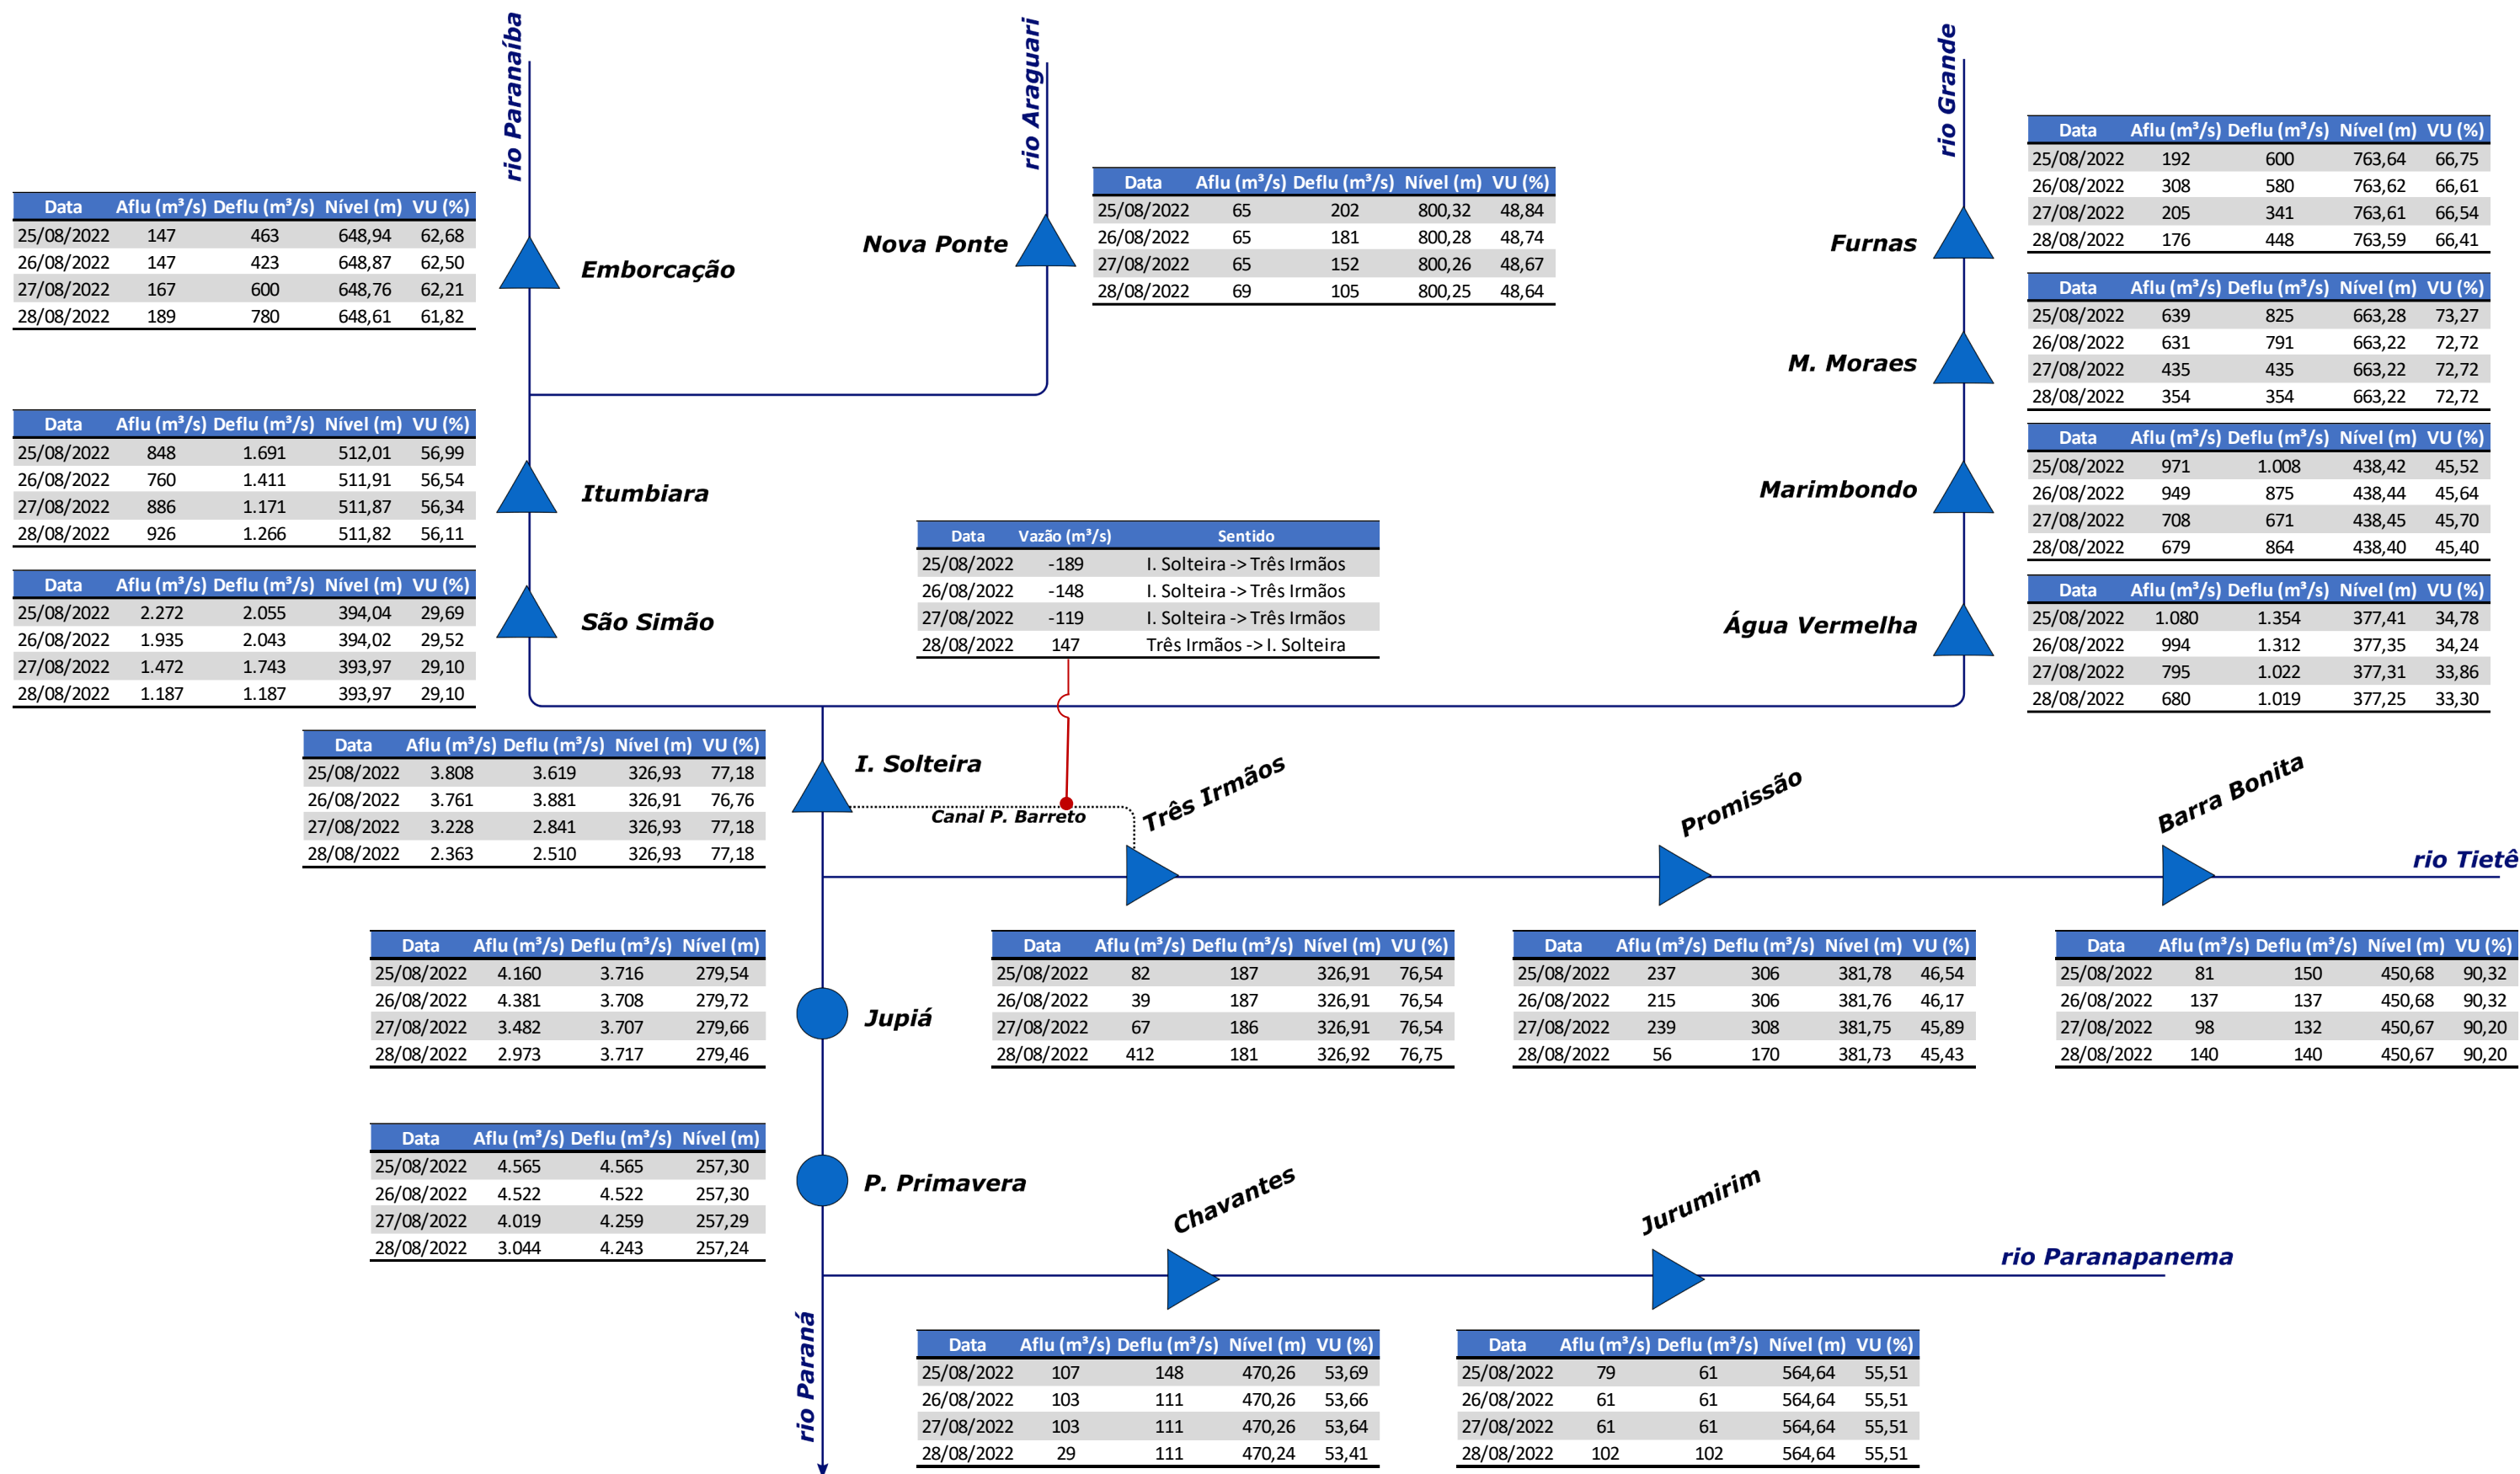 rio Paranaíba
rio Araguari
rio Grande
Data Aflu (m³/s) Deflu (m³/s) Nível (m) VU (%)
25/08/2022 147 463 648,94 62,68
26/08/2022 147 423 648,87 62,50
27/08/2022 167 600 648,76 62,21
28/08/2022 189 780 648,61 61,82
Emborcação
Nova Ponte
Data Aflu (m³/s) Deflu (m³/s) Nível (m) VU (%)
25/08/2022 65 202 800,32 48,84
26/08/2022 65 181 800,28 48,74
27/08/2022 65 152 800,26 48,67
28/08/2022 69 105 800,25 48,64
Furnas
Data Aflu (m³/s) Deflu (m³/s) Nível (m) VU (%)
25/08/2022 192 600 763,64 66,75
26/08/2022 308 580 763,62 66,61
27/08/2022 205 341 763,61 66,54
28/08/2022 176 448 763,59 66,41
M. Moraes
Data Aflu (m³/s) Deflu (m³/s) Nível (m) VU (%)
25/08/2022 639 825 663,28 73,27
26/08/2022 631 791 663,22 72,72
27/08/2022 435 435 663,22 72,72
28/08/2022 354 354 663,22 72,72
Data Aflu (m³/s) Deflu (m³/s) Nível (m) VU (%)
25/08/2022 848 1.691 512,01 56,99
26/08/2022 760 1.411 511,91 56,54
27/08/2022 886 1.171 511,87 56,34
28/08/2022 926 1.266 511,82 56,11
Itumbiara
Marimbondo
Data Aflu (m³/s) Deflu (m³/s) Nível (m) VU (%)
25/08/2022 971 1.008 438,42 45,52
26/08/2022 949 875 438,44 45,64
27/08/2022 708 671 438,45 45,70
28/08/2022 679 864 438,40 45,40
Data Vazão (m³/s) Sentido
25/08/2022 -189 I. Solteira -> Três Irmãos
26/08/2022 -148 I. Solteira -> Três Irmãos
27/08/2022 -119 I. Solteira -> Três Irmãos
28/08/2022 147 Três Irmãos -> I. Solteira
Data Aflu (m³/s) Deflu (m³/s) Nível (m) VU (%)
25/08/2022 2.272 2.055 394,04 29,69
26/08/2022 1.935 2.043 394,02 29,52
27/08/2022 1.472 1.743 393,97 29,10
28/08/2022 1.187 1.187 393,97 29,10
São Simão
Água Vermelha
Data Aflu (m³/s) Deflu (m³/s) Nível (m) VU (%)
25/08/2022 1.080 1.354 377,41 34,78
26/08/2022 994 1.312 377,35 34,24
27/08/2022 795 1.022 377,31 33,86
28/08/2022 680 1.019 377,25 33,30
Data Aflu (m³/s) Deflu (m³/s) Nível (m) VU (%)
25/08/2022 3.808 3.619 326,93 77,18
26/08/2022 3.761 3.881 326,91 76,76
27/08/2022 3.228 2.841 326,93 77,18
28/08/2022 2.363 2.510 326,93 77,18
I. Solteira
Canal P. Barreto
Três Irmãos
Promissão
Barra Bonita
rio Tietê
Data Aflu (m³/s) Deflu (m³/s) Nível (m)
25/08/2022 4.160 3.716 279,54
26/08/2022 4.381 3.708 279,72
27/08/2022 3.482 3.707 279,66
28/08/2022 2.973 3.717 279,46
Jupiá
Data Aflu (m³/s) Deflu (m³/s) Nível (m) VU (%)
25/08/2022 82 187 326,91 76,54
26/08/2022 39 187 326,91 76,54
27/08/2022 67 186 326,91 76,54
28/08/2022 412 181 326,92 76,75
Data Aflu (m³/s) Deflu (m³/s) Nível (m) VU (%)
25/08/2022 237 306 381,78 46,54
26/08/2022 215 306 381,76 46,17
27/08/2022 239 308 381,75 45,89
28/08/2022 56 170 381,73 45,43
Data Aflu (m³/s) Deflu (m³/s) Nível (m) VU (%)
25/08/2022 81 150 450,68 90,32
26/08/2022 137 137 450,68 90,32
27/08/2022 98 132 450,67 90,20
28/08/2022 140 140 450,67 90,20
Data Aflu (m³/s) Deflu (m³/s) Nível (m)
25/08/2022 4.565 4.565 257,30
26/08/2022 4.522 4.522 257,30
27/08/2022 4.019 4.259 257,29
28/08/2022 3.044 4.243 257,24
P. Primavera
Chavantes
Jurumirim
rio Paranapanema
rio Paraná
Data Aflu (m³/s) Deflu (m³/s) Nível (m) VU (%)
25/08/2022 107 148 470,26 53,69
26/08/2022 103 111 470,26 53,66
27/08/2022 103 111 470,26 53,64
28/08/2022 29 111 470,24 53,41
Data Aflu (m³/s) Deflu (m³/s) Nível (m) VU (%)
25/08/2022 79 61 564,64 55,51
26/08/2022 61 61 564,64 55,51
27/08/2022 61 61 564,64 55,51
28/08/2022 102 102 564,64 55,51